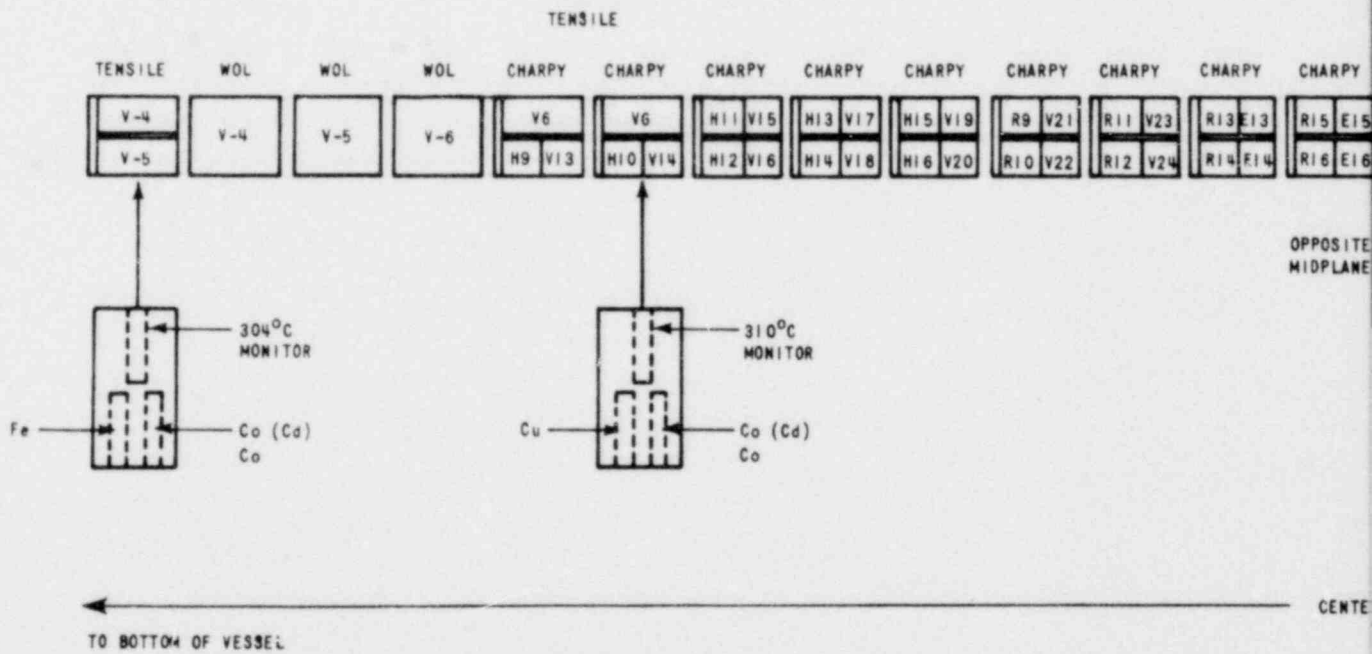 TENSILE
TENSILE WOL WOL WOL CHARPY CHARPY CHARPY CHARPY CHARPY CHARPY CHARPY CHARPY CHARPY
V-4 V-4 V-5 V-6 V6 V6 H11 V15 H13 V17 H15 V19 R9 V21 R11 V23 R13 E13 R15 E15
V-5 H9 V13 H10 V14 H12 V16 H14 V18 H16 V20 R10 V22 R12 V24 R14 E14 R16 E16
OPPOSITE
MIDPLANE
304°C
MONITOR
310°C
MONITOR
Fe Co (Cd)
Co
Cu Co (Cd)
Co
CENTE
TO BOTTOM OF VESSEL